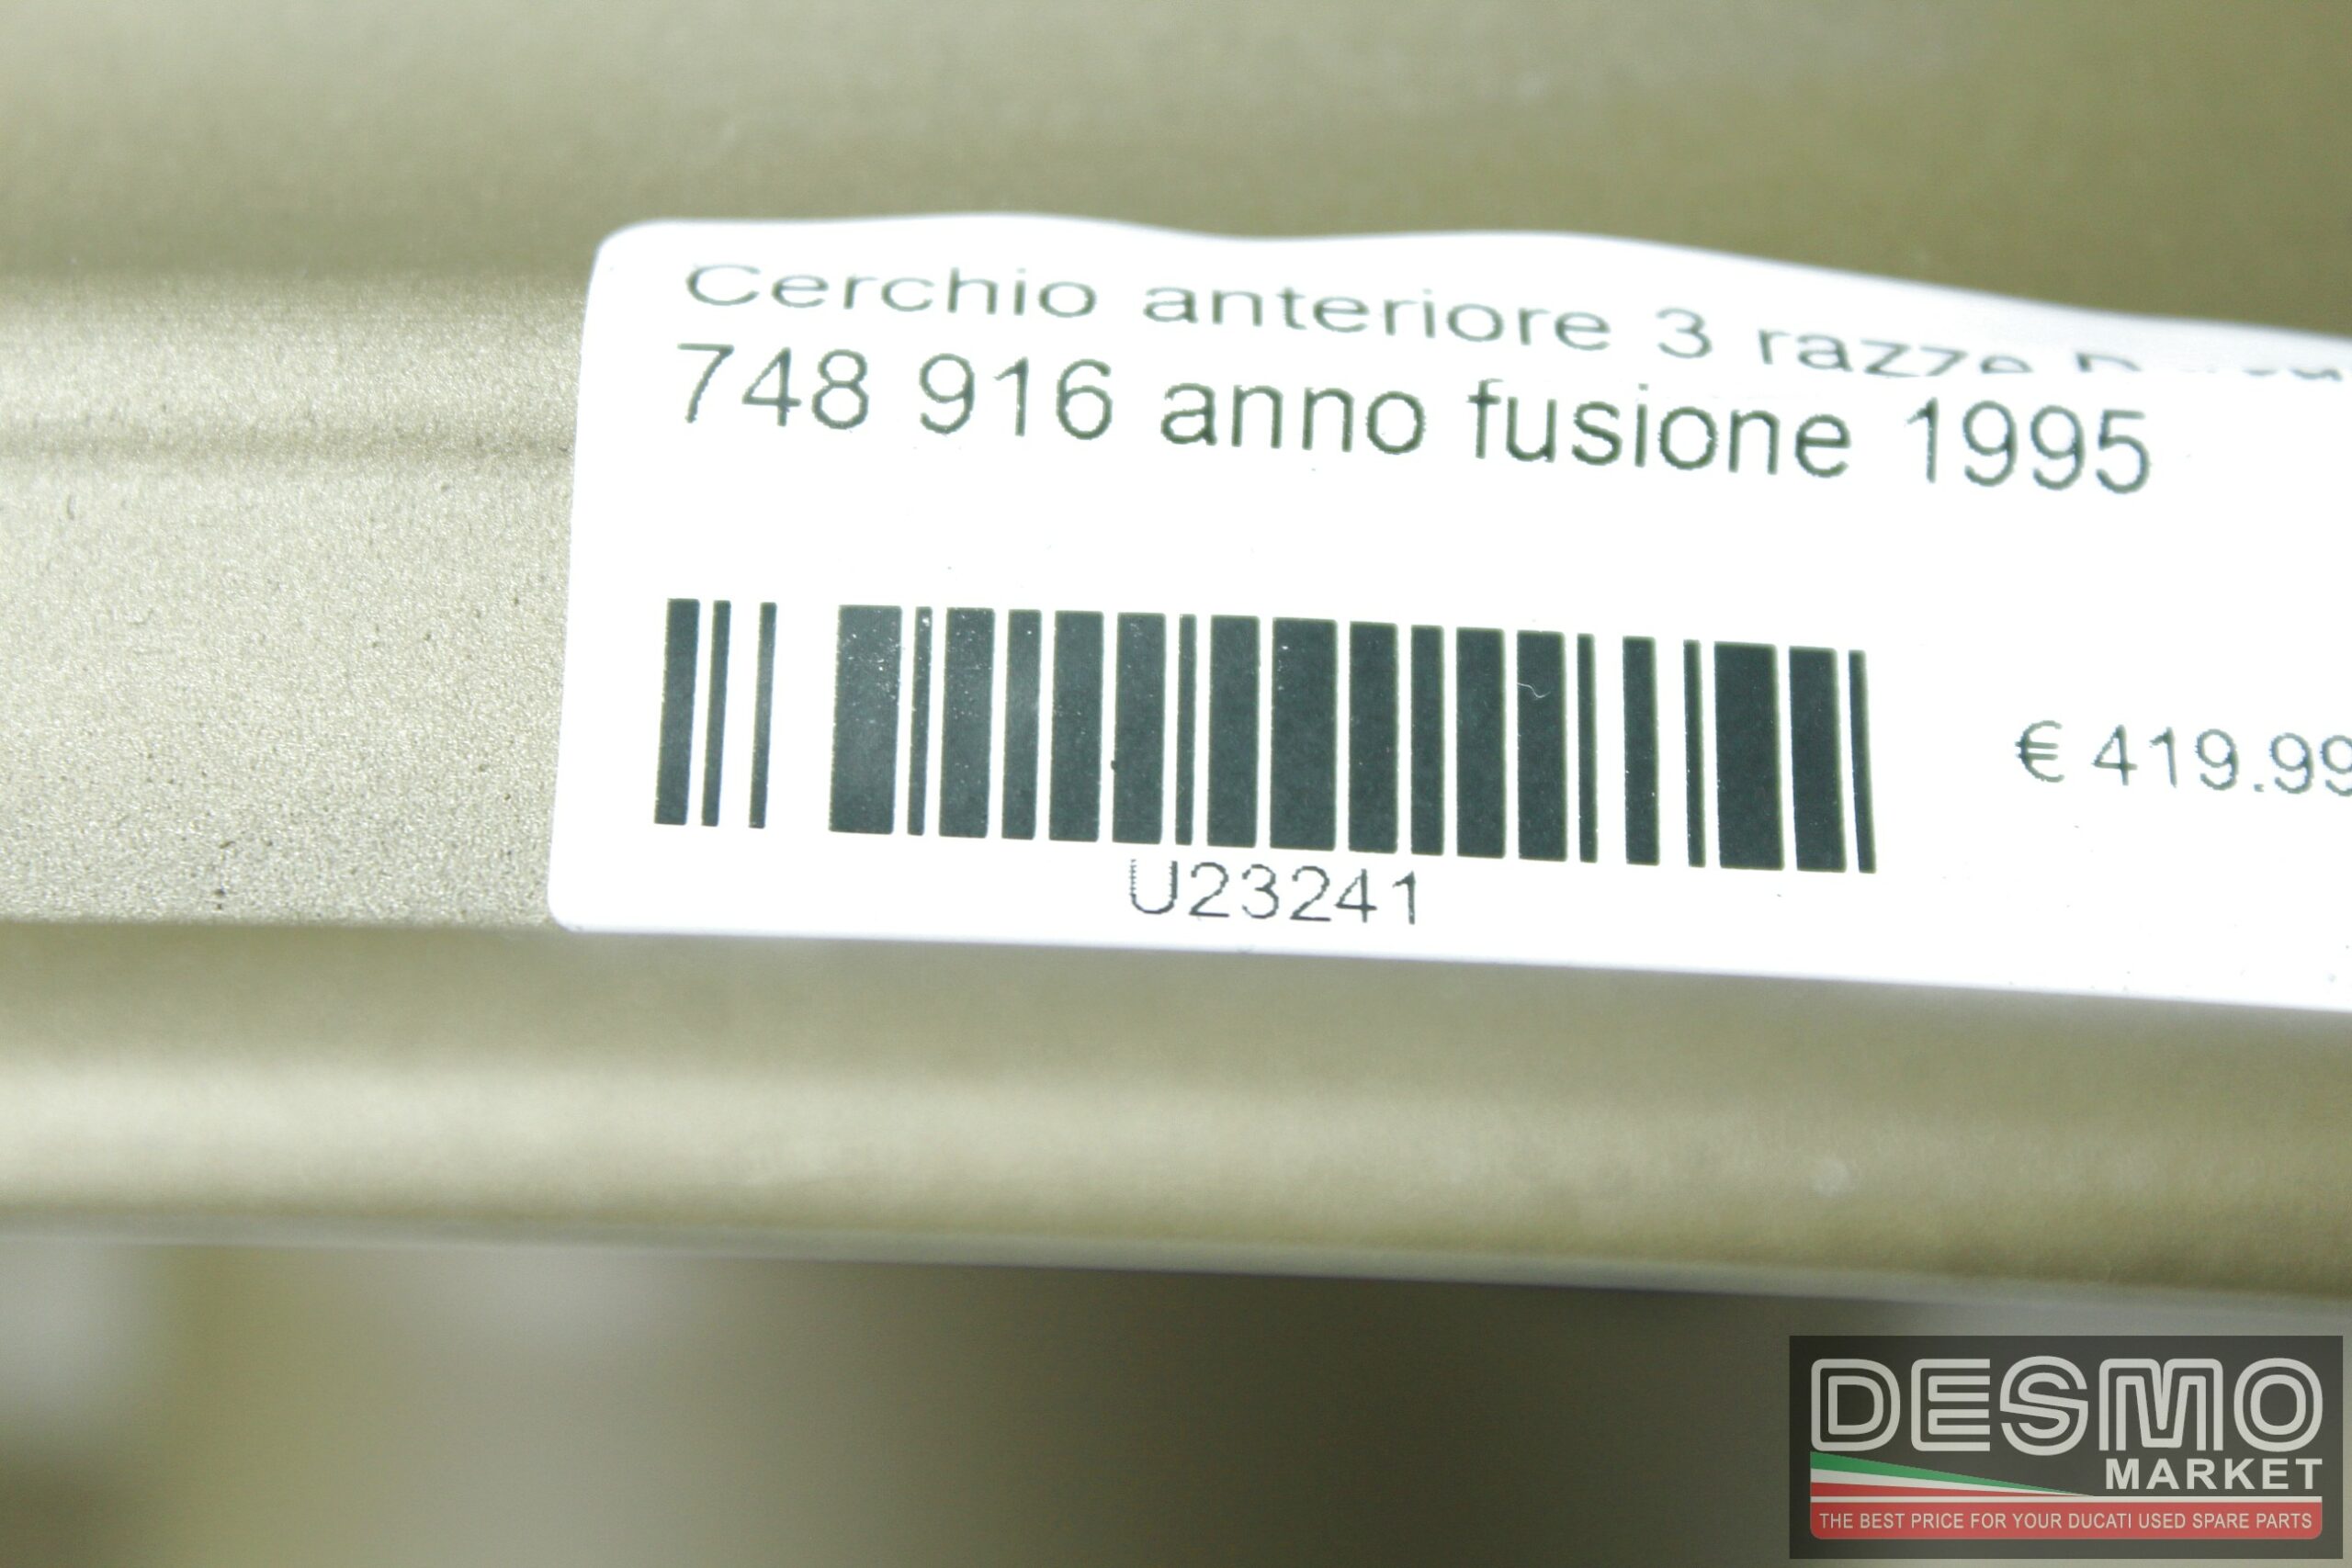 Cerchio anteriore 3 razze
748 916 anno fusione 1995
€ 419.99
U23241
DESMO
MARKET
THE BEST PRICE FOR YOUR DUCATI USED SPARE PARTS